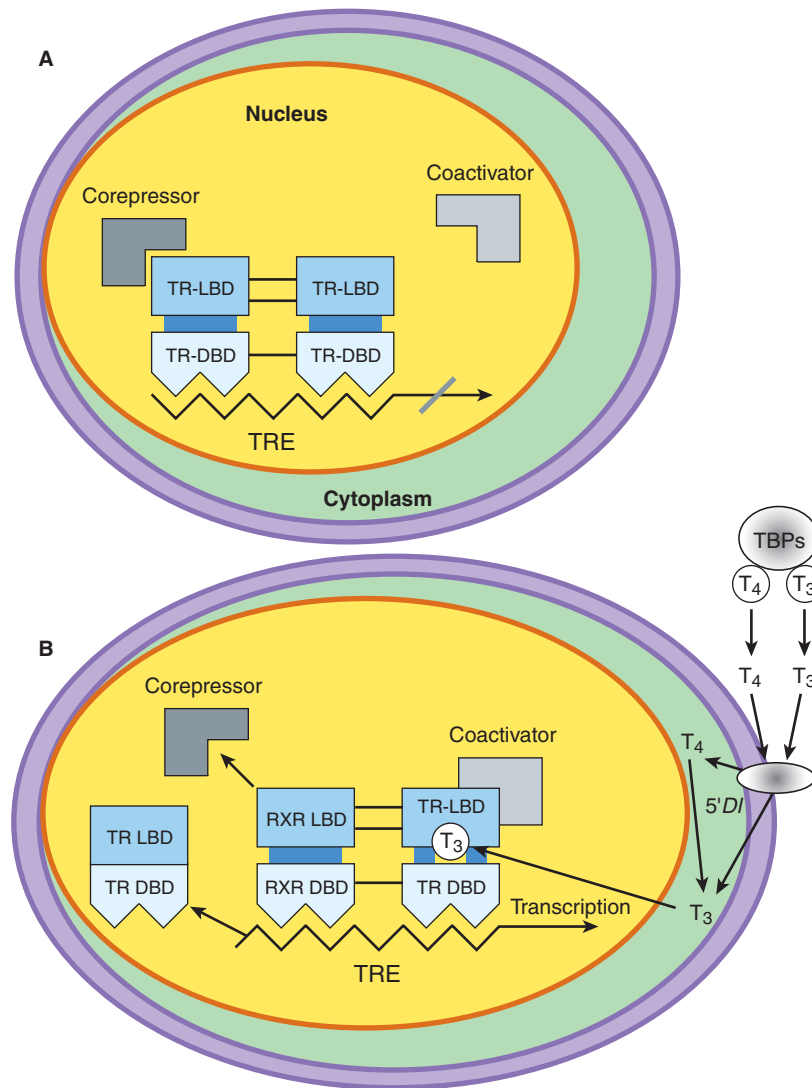 A
Nucleus
Corepressor
Coactivator
TR-LBD
TR-LBD
TR-DBD
TR-DBD
TRE
Cytoplasm
TBPs
T4
T3
T4
T3
B
Corepressor
Coactivator
T4
5'DI
TR LBD
RXR LBD
TR-LBD
T3
TR DBD
RXR DBD
TR DBD
Transcription
T3
TRE